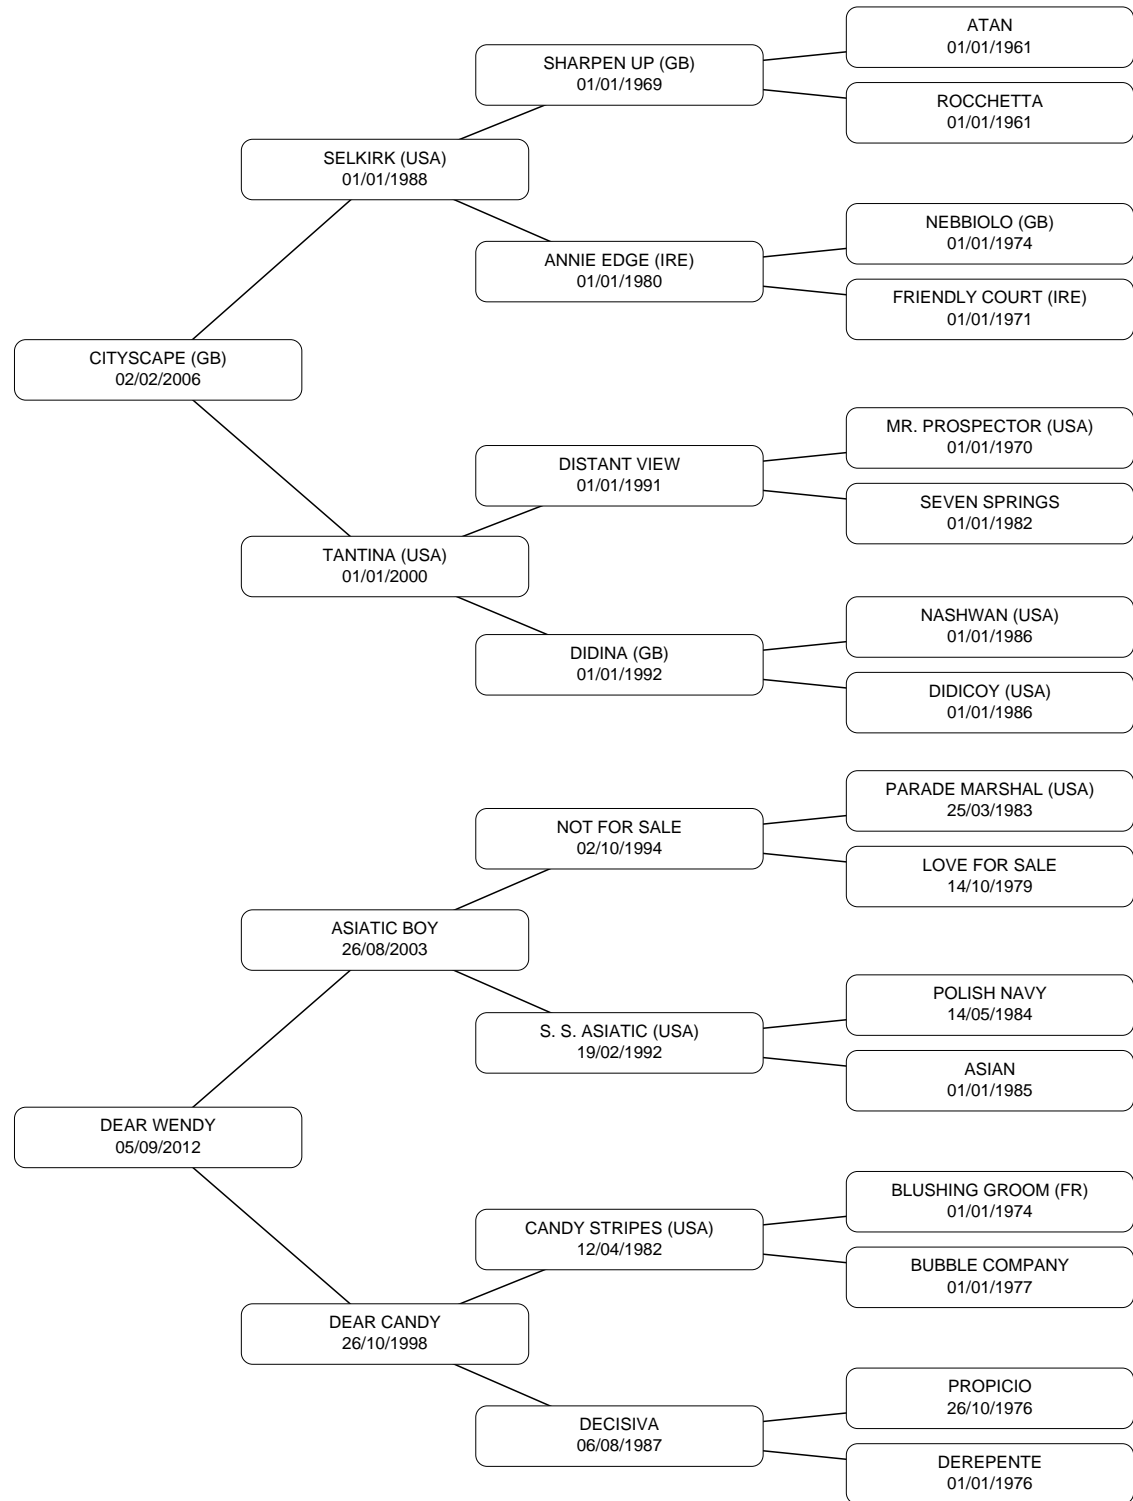 ATAN
01/01/1961
SHARPEN UP (GB)
01/01/1969
ROCCHETTA
01/01/1961
SELKIRK (USA)
01/01/1988
NEBBIOLO (GB)
01/01/1974
ANNIE EDGE (IRE)
01/01/1980
FRIENDLY COURT (IRE)
01/01/1971
CITYSCAPE (GB)
02/02/2006
MR. PROSPECTOR (USA)
01/01/1970
DISTANT VIEW
01/01/1991
SEVEN SPRINGS
01/01/1982
TANTINA (USA)
01/01/2000
NASHWAN (USA)
01/01/1986
DIDINA (GB)
01/01/1992
DIDICOY (USA)
01/01/1986
PARADE MARSHAL (USA)
25/03/1983
NOT FOR SALE
02/10/1994
LOVE FOR SALE
14/10/1979
ASIATIC BOY
26/08/2003
POLISH NAVY
14/05/1984
S. S. ASIATIC (USA)
19/02/1992
ASIAN
01/01/1985
DEAR WENDY
05/09/2012
BLUSHING GROOM (FR)
01/01/1974
CANDY STRIPES (USA)
12/04/1982
BUBBLE COMPANY
01/01/1977
DEAR CANDY
26/10/1998
PROPICIO
26/10/1976
DECISIVA
06/08/1987
DEREPENTE
01/01/1976